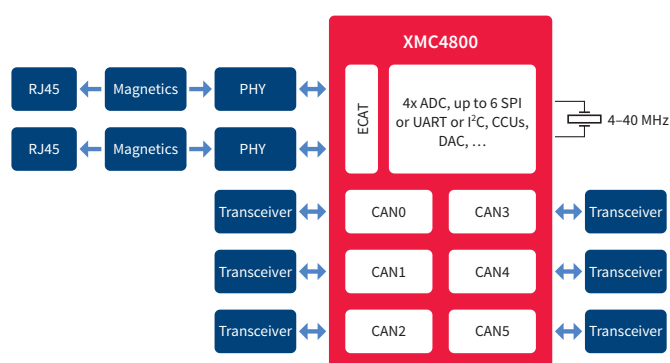 XMC4800
RJ45
Magnetics
PHY
ECAT
4x ADC, up to 6 SPI
or UART or I²C, CCUs,
DAC, …
4–40 MHz
RJ45
Magnetics
PHY
Transceiver
CAN0
CAN3
Transceiver
Transceiver
CAN1
CAN4
Transceiver
Transceiver
CAN2
CAN5
Transceiver